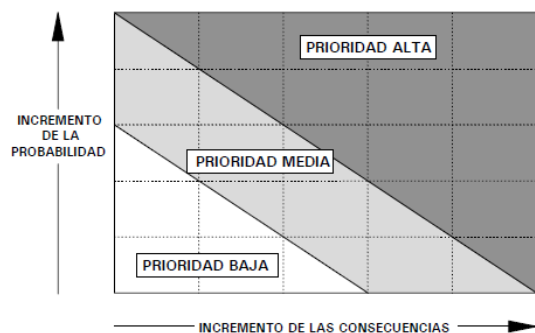 PRIORIDAD ALTA
INCREMENTO
DE LA
PROBABILIDAD
PRIORIDAD MEDIA
PRIORIDAD BAJA
INCREMENTO DE LAS CONSECUENCIAS